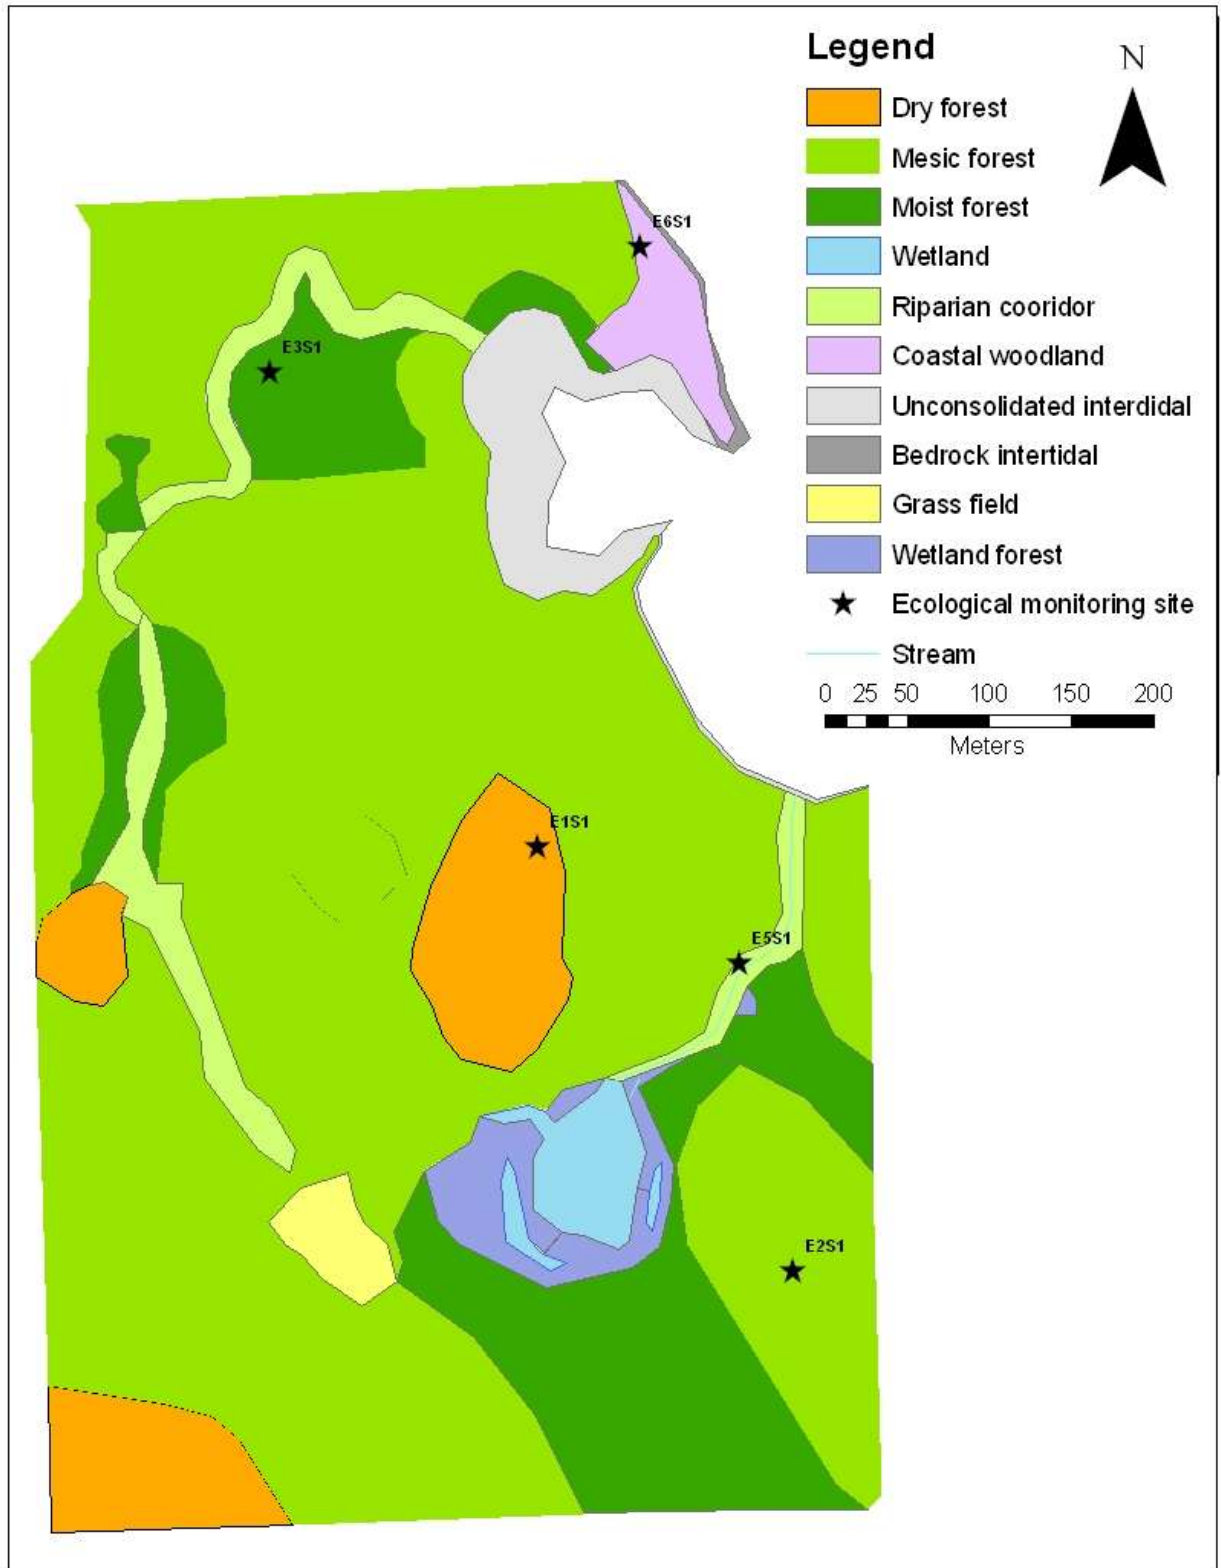 Legend
N
Dry forest
Mesic forest
Moist forest
Wetland
Riparian cooridor
Coastal woodland
Unconsolidated interdidal
Bedrock intertidal
Grass field
Wetland forest
Ecological monitoring site
Stream
0 25 50 100 150 200
Meters
E6S1
E3S1
E1S1
E5S1
E2S1